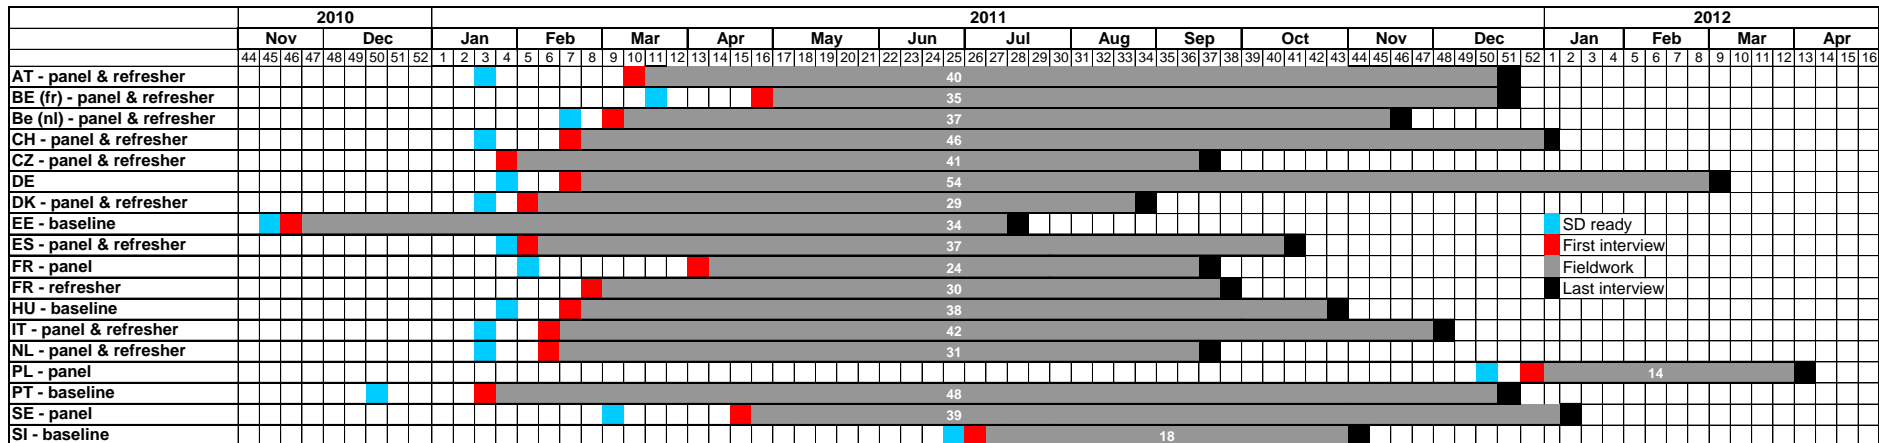 2010 2011 2012
Nov Dec Jan Feb Mar Apr May Jun Jul Aug Sep Oct Nov Dec Jan Feb Mar Apr
44 45 46 47 48 49 50 51 52 1 2 3 4 5 6 7 8 9 10 11 12 13 14 15 16 17 18 19 20 21 22 23 24 25 26 27 28 29 30 31 32 33 34 35 36 37 38 39 40 41 42 43 44 45 46 47 48 49 50 51 52 1 2 3 4 5 6 7 8 9 10 11 12 13 14 15 16
AT - panel & refresher 40
BE (fr) - panel & refresher 35
Be (nl) - panel & refresher 37
CH - panel & refresher 46
CZ - panel & refresher 41
DE 54
DK - panel & refresher 29
EE - baseline 34 SD ready
ES - panel & refresher 37 First interview
FR - panel 24 Fieldwork
FR - refresher 30 Last interview
HU - baseline 38
IT - panel & refresher 42
NL - panel & refresher 31
PL - panel 14
PT - baseline 48
SE - panel 39
SI - baseline 18